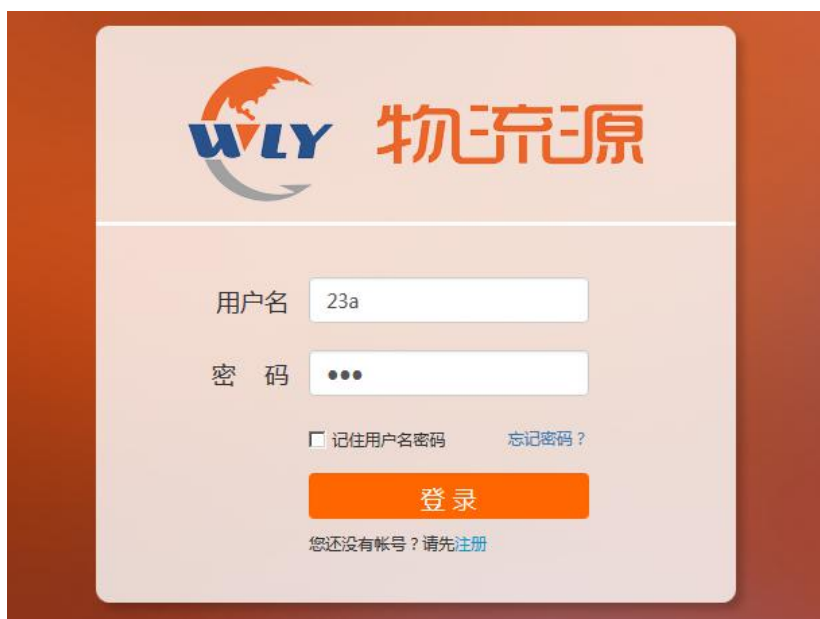 WLY 物流源
用户名 23a
密 码 •••
记住用户名密码 忘记密码？
登 录
您还没有帐号？请先注册